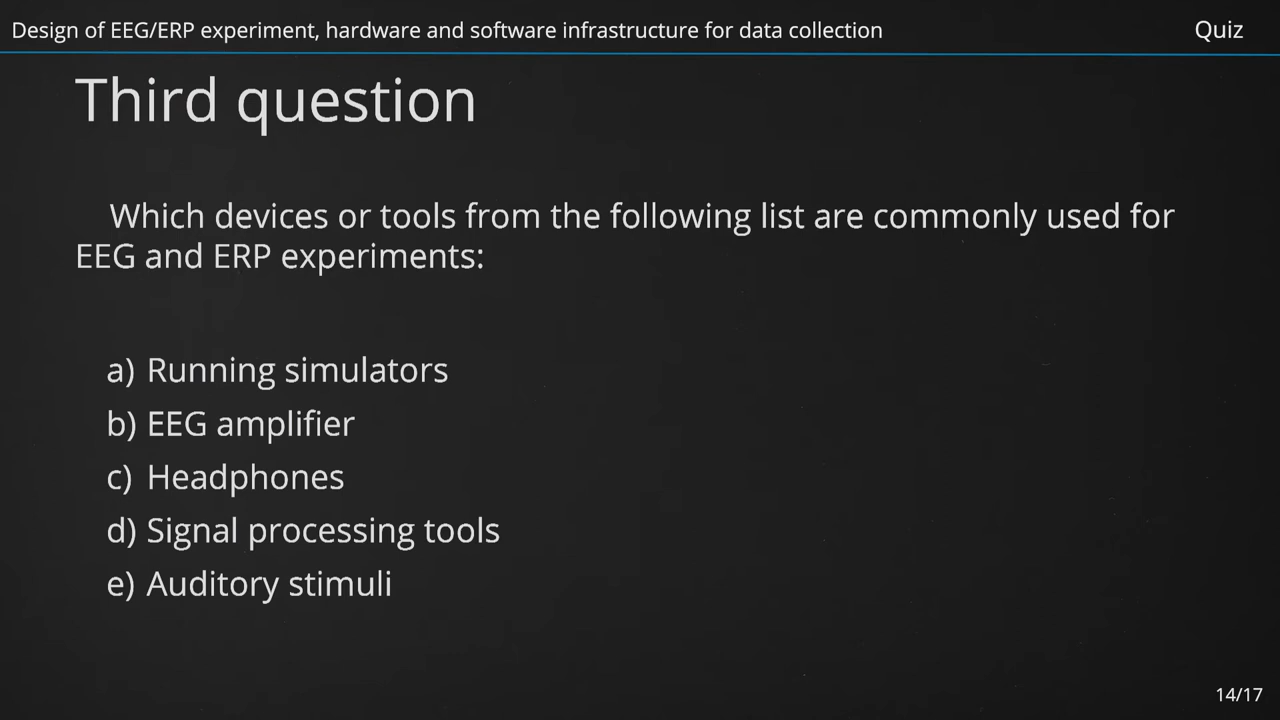 Design of EEG/ERP experiment, hardware and software infrastructure for data collection
Quiz
Third question
Which devices or tools from the following list are commonly used for
EEG and ERP experiments:
a) Running simulators
b) EEG amplifier
c) Headphones
d) Signal processing tools
e) Auditory stimuli
14/17